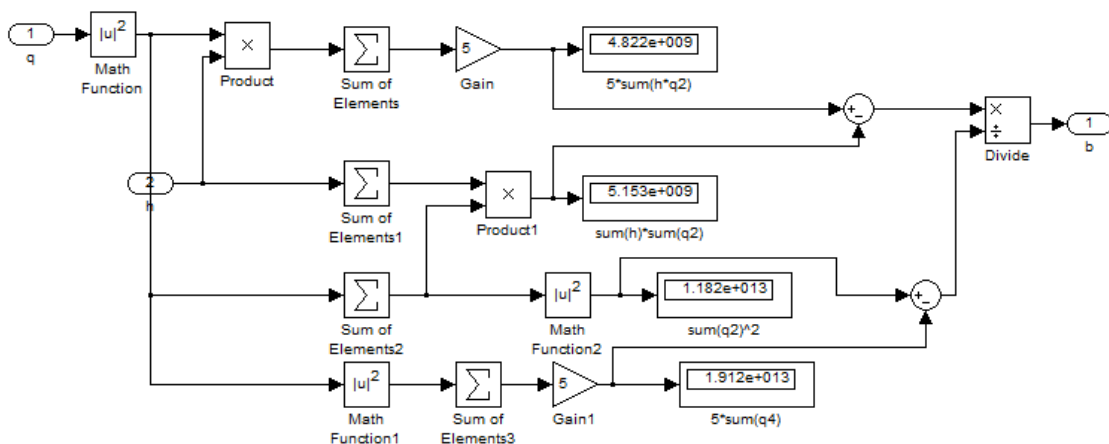 1
q
|u|²
Math
Function
×
Product
Σ
Sum of
Elements
5
Gain
4.822e+009
5*sum(h*q2)
+
−
×
÷
Divide
1
b
2
h
Σ
Sum of
Elements1
×
Product1
5.153e+009
sum(h)*sum(q2)
Σ
Sum of
Elements2
|u|²
Math
Function2
1.182e+013
sum(q2)^2
+
−
|u|²
Math
Function1
Σ
Sum of
Elements3
5
Gain1
1.912e+013
5*sum(q4)